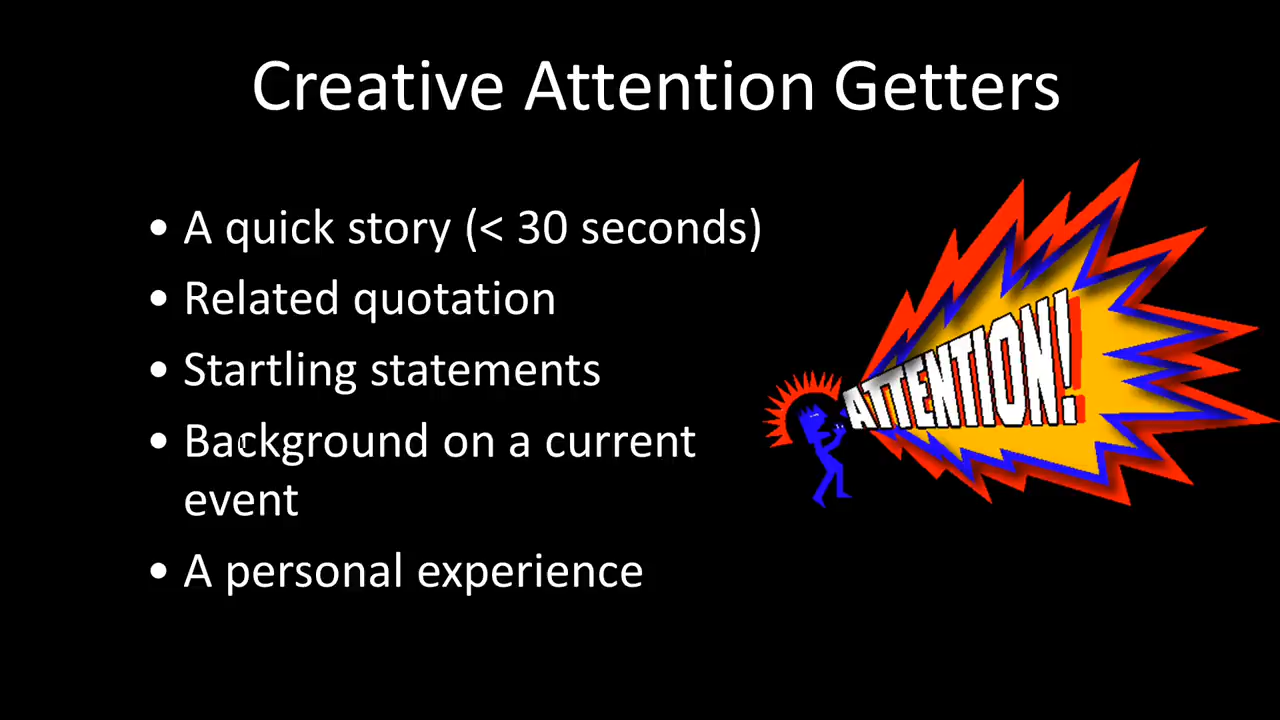 Creative Attention Getters
• A quick story (< 30 seconds)
• Related quotation
• Startling statements
• Background on a current
event
• A personal experience
ATTENTION!